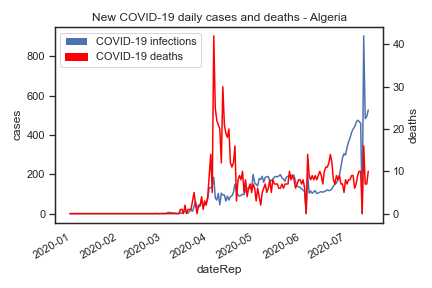 New COVID-19 daily cases and deaths - Algeria
COVID-19 infections
COVID-19 deaths
800
600
400
200
0
cases
40
30
20
10
0
deaths
2020-01
2020-02
2020-03
2020-04
2020-05
2020-06
2020-07
dateRep